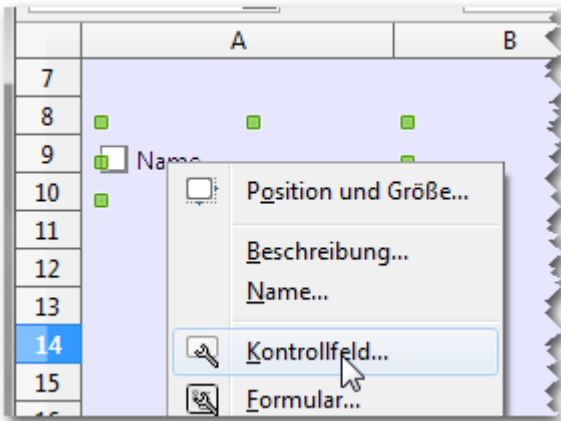 A B
7
8
9 Name
10 Position und Größe...
11
12 Beschreibung...
13 Name...
14 Kontrollfeld...
15 Formular...